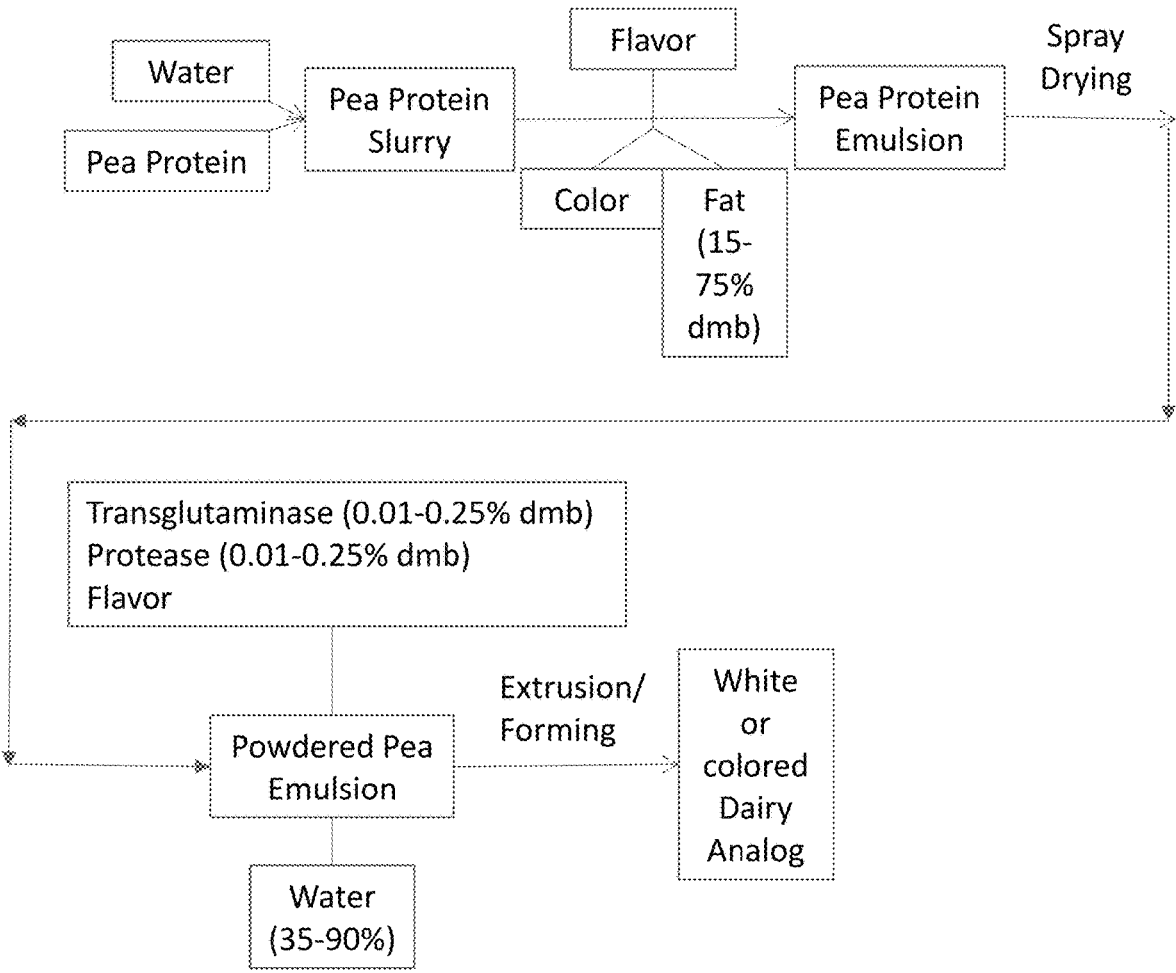 Water
Pea Protein
Pea Protein
Slurry
Flavor
Color
Fat
(15-
75%
dmb)
Pea Protein
Emulsion
Spray
Drying
Transglutaminase (0.01-0.25% dmb)
Protease (0.01-0.25% dmb)
Flavor
Powdered Pea
Emulsion
Water
(35-90%)
Extrusion/
Forming
White
or
colored
Dairy
Analog